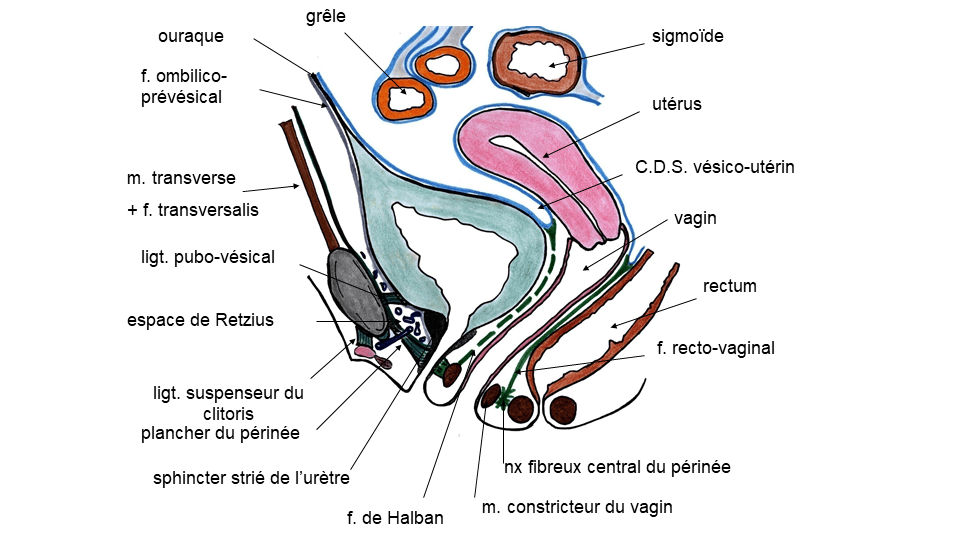 grêle
ouraque
sigmoïde
f. ombilico-
prévésical
utérus
C.D.S. vésico-utérin
m. transverse
+ f. transversalis
vagin
ligt. pubo-vésical
rectum
espace de Retzius
f. recto-vaginal
ligt. suspenseur du
clitoris
plancher du périnée
nx fibreux central du périnée
sphincter strié de l’urètre
m. constricteur du vagin
f. de Halban